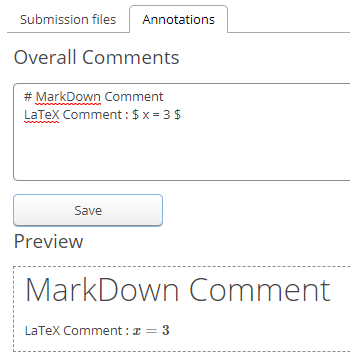 Submission files
Annotations
Overall Comments
# MarkDown Comment
LaTeX Comment : $ x = 3 $
Save
Preview
MarkDown Comment
LaTeX Comment : x = 3